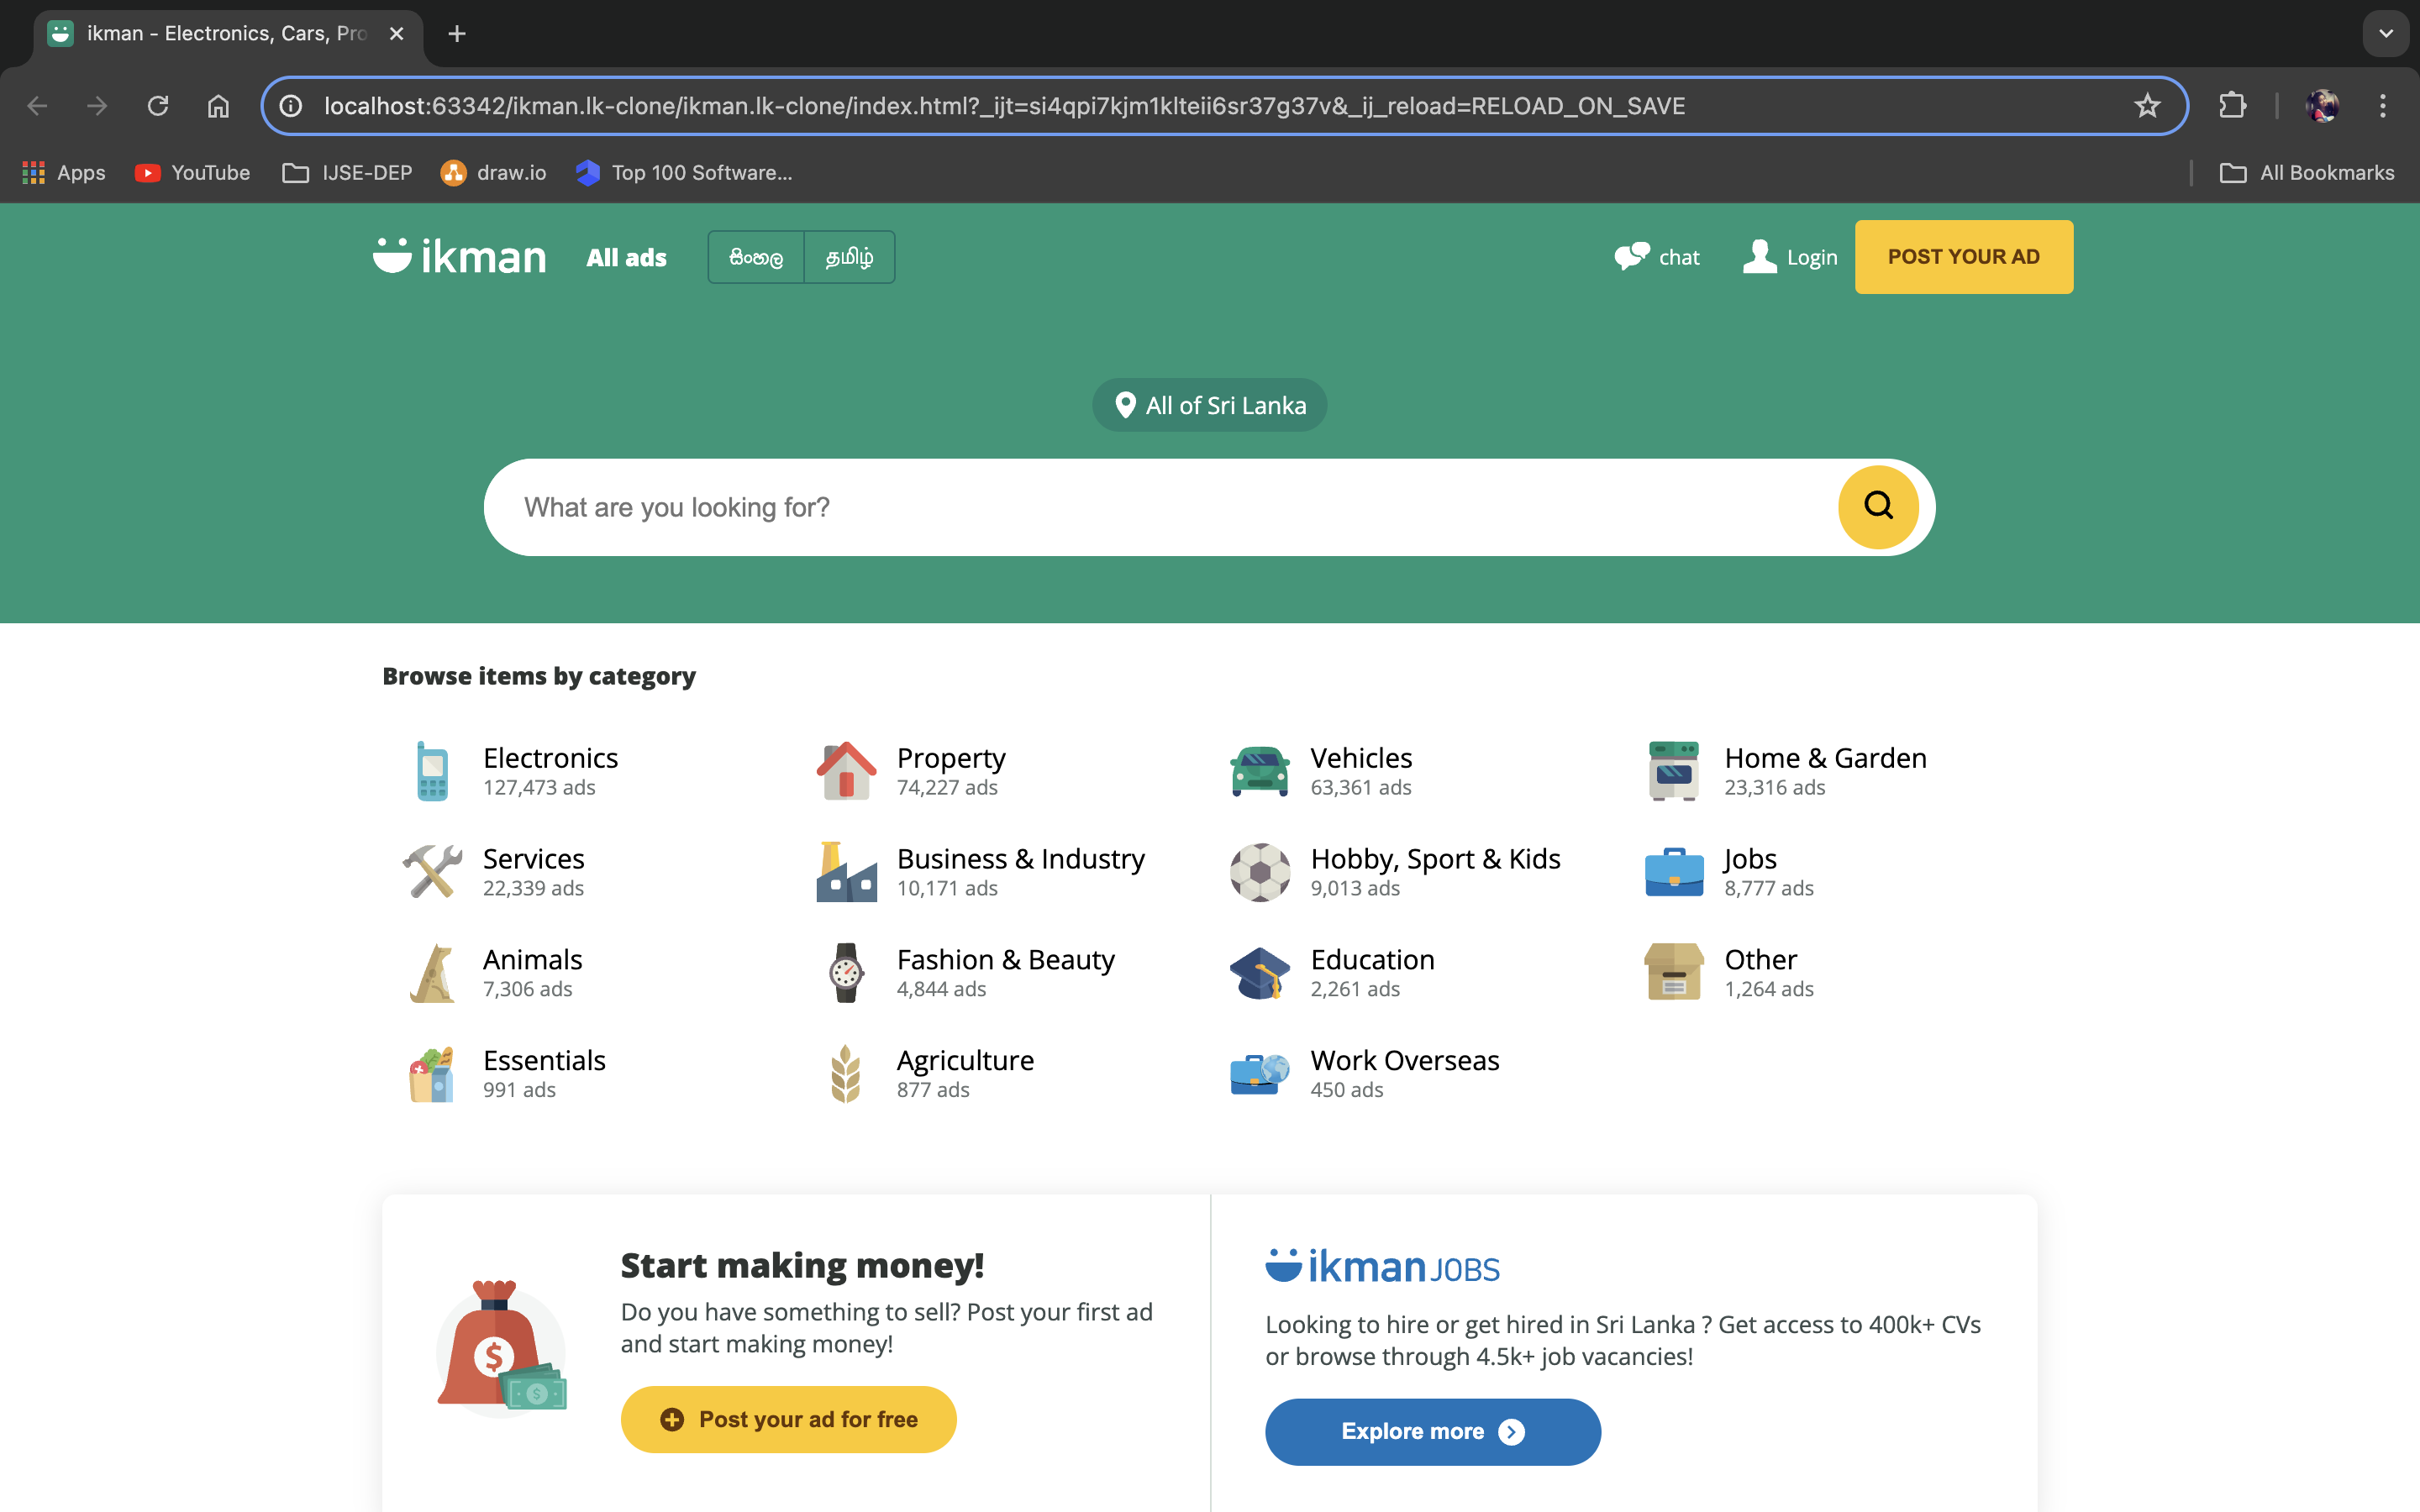 ikman - Electronics, Cars, Pro
localhost:63342/ikman.lk-clone/ikman.lk-clone/index.html?_ijt=si4qpi7kjm1klteii6sr37g37v&_ij_reload=RELOAD_ON_SAVE
Apps YouTube IJSE-DEP draw.io Top 100 Software... All Bookmarks
ikman All ads සිංහල தமிழ் chat Login POST YOUR AD
All of Sri Lanka
What are you looking for?
Browse items by category
Electronics
127,473 ads
Property
74,227 ads
Vehicles
63,361 ads
Home & Garden
23,316 ads
Services
22,339 ads
Business & Industry
10,171 ads
Hobby, Sport & Kids
9,013 ads
Jobs
8,777 ads
Animals
7,306 ads
Fashion & Beauty
4,844 ads
Education
2,261 ads
Other
1,264 ads
Essentials
991 ads
Agriculture
877 ads
Work Overseas
450 ads
Start making money!
Do you have something to sell? Post your first ad
and start making money!
Post your ad for free
ikman JOBS
Looking to hire or get hired in Sri Lanka ? Get access to 400k+ CVs
or browse through 4.5k+ job vacancies!
Explore more